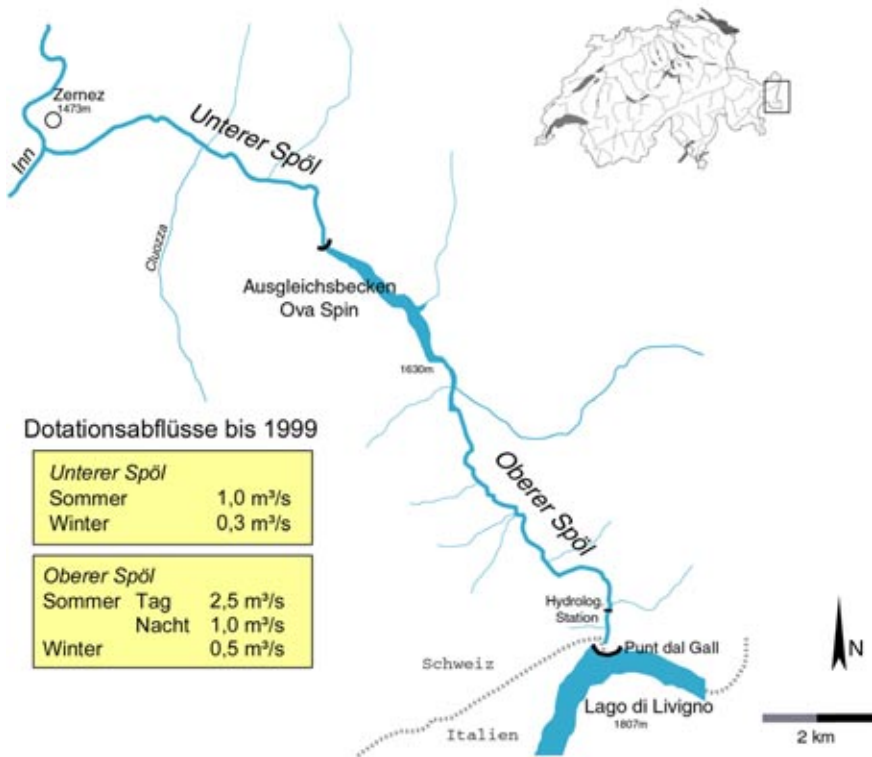 Zernez
1473m
Inn
Unterer Spöl
Cluozza
Ausgleichsbecken
Ova Spin
1630m
Dotationsabflüsse bis 1999
Unterer Spöl
Sommer 1,0 m³/s
Winter 0,3 m³/s
Oberer Spöl
Sommer Tag 2,5 m³/s
Nacht 1,0 m³/s
Winter 0,5 m³/s
Oberer Spöl
Hydrolog.
Station
Punt dal Gall
Schweiz
Italien
Lago di Livigno
1807m
N
2 km